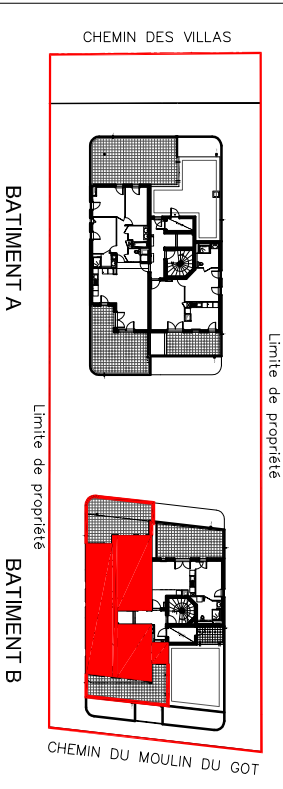 CHEMIN DES VILLAS
BATIMENT A
Limite de propriété
Limite de propriété
BATIMENT B
CHEMIN DU MOULIN DU GOT